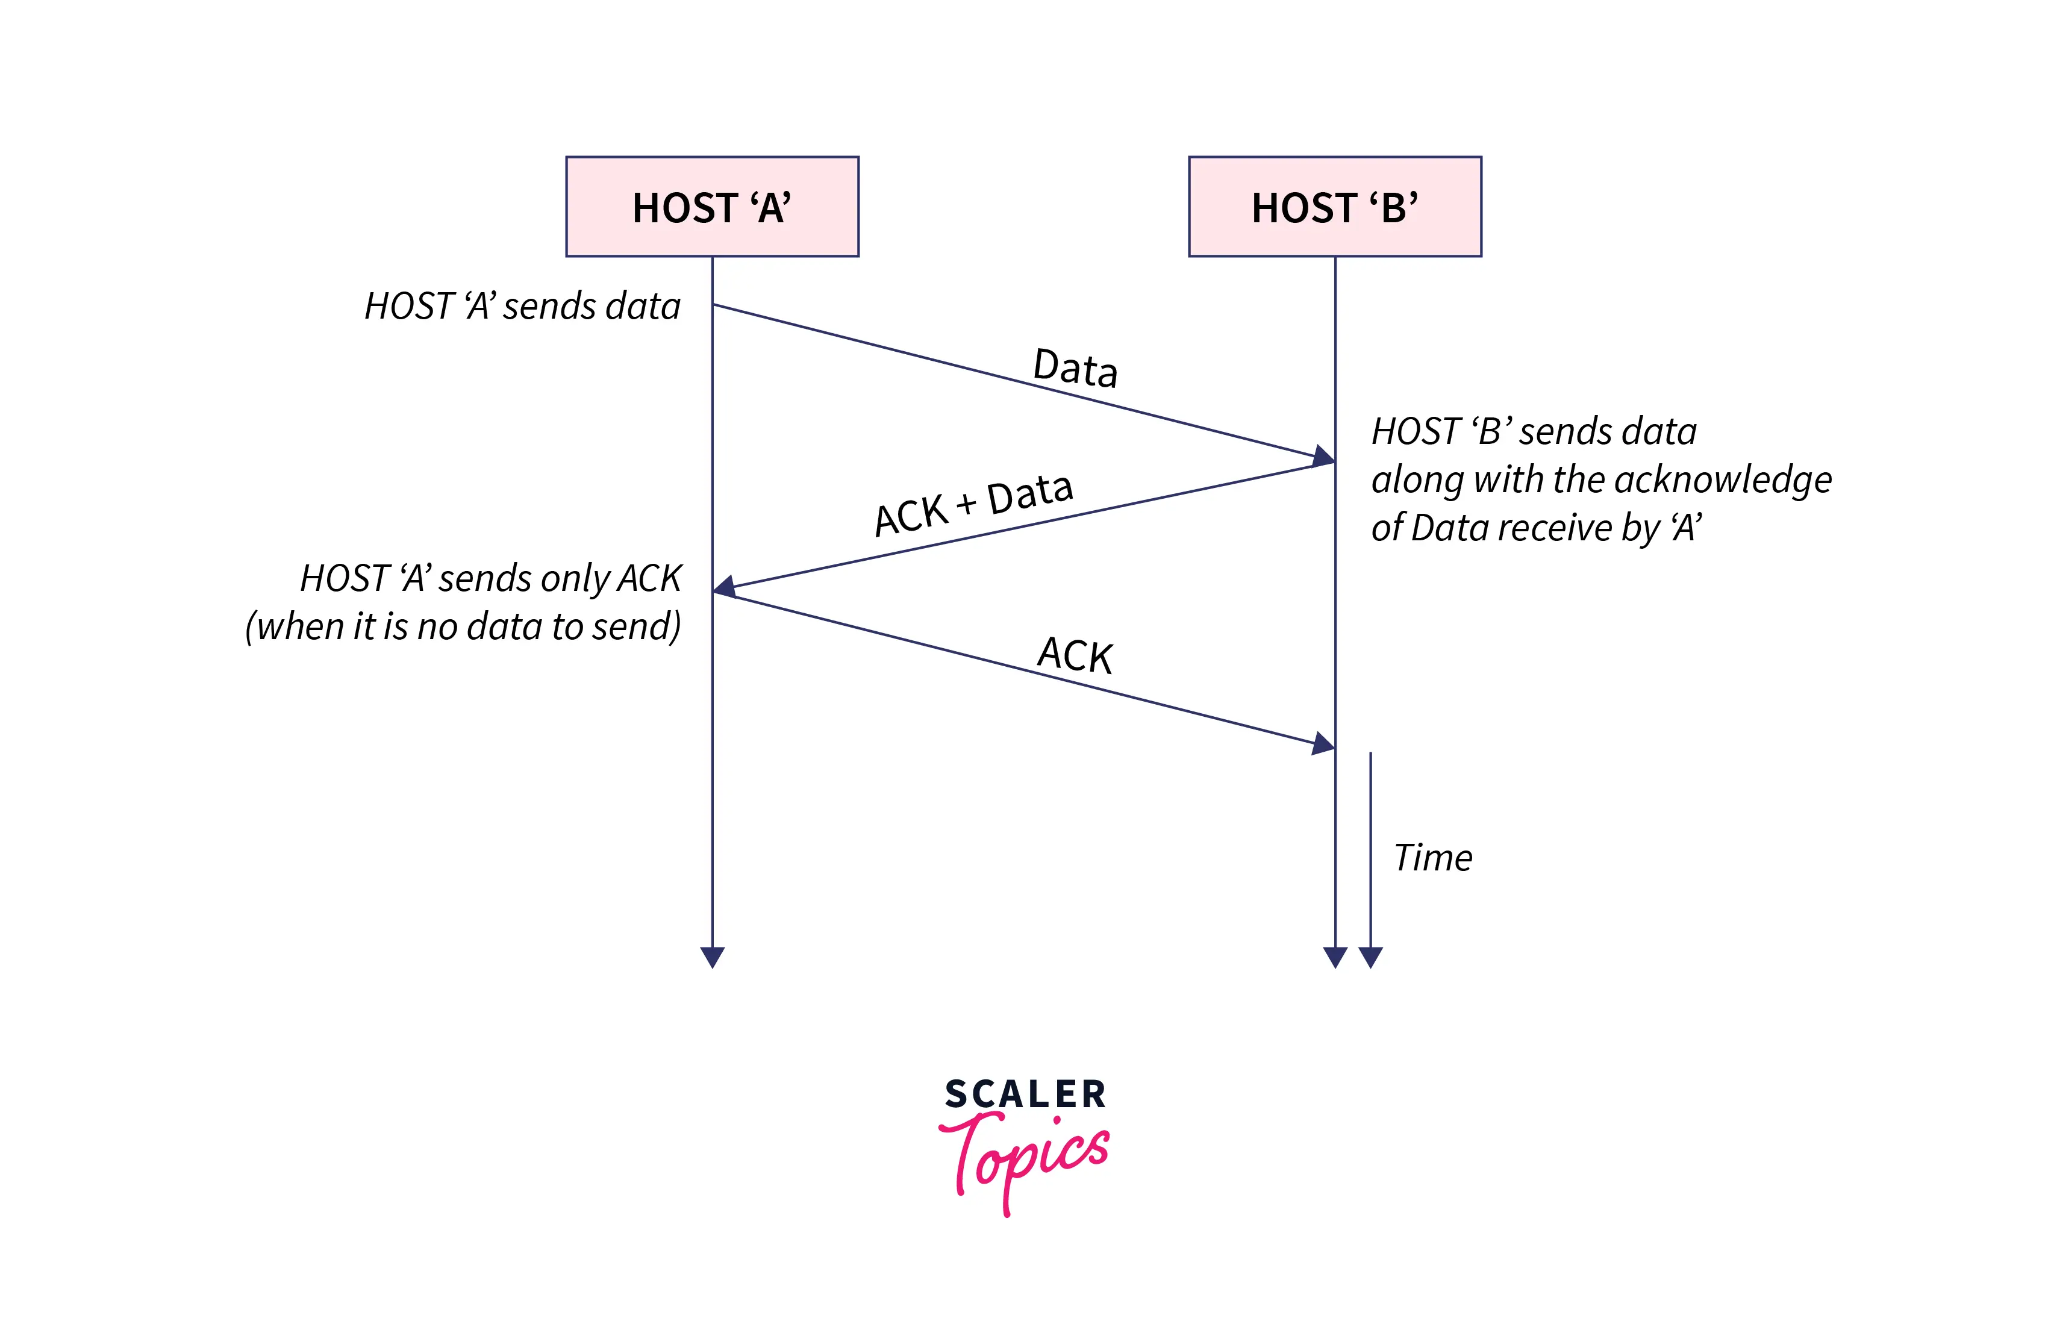 HOST ‘A’
HOST ‘B’
HOST ‘A’ sends data
Data
HOST ‘B’ sends data
along with the acknowledge
of Data receive by ‘A’
ACK + Data
HOST ‘A’ sends only ACK
(when it is no data to send)
ACK
Time
SCALER
Topics